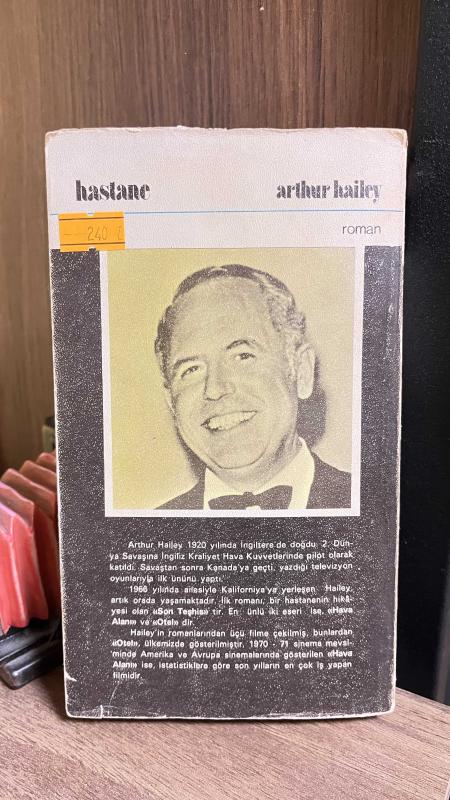 hastane
arthur hailey
240
roman
Arthur Hailey 1920 yılında İngiltere'de doğdu. 2. Dün-
ya Savaşına İngiliz Kraliyet Hava Kuvvetlerinde pilot olarak
katıldı. Savaştan sonra Kanada'ya geçti, yazdığı televizyon
oyunlarıyla ilk ününü yaptı.
1966 yılında ailesiyle Kaliforniya'ya yerleşen Hailey,
artık orada yaşamaktadır. İlk romanı, bir hastanenin hikâ-
yesi olan «Son Teşhis» tir. En ünlü iki eseri ise, «Hava
Alanı» ve «Otel» dir.
Hailey'in romanlarından üçü filme çekilmiş, bunlardan
«Otel», ülkemizde gösterilmiştir. 1970 - 71 sinema mevsi-
minde Amerika ve Avrupa sinemalarında gösterilen «Hava
Alanı» ise, istatistiklere göre son yılların en çok iş yapan
filmidir.